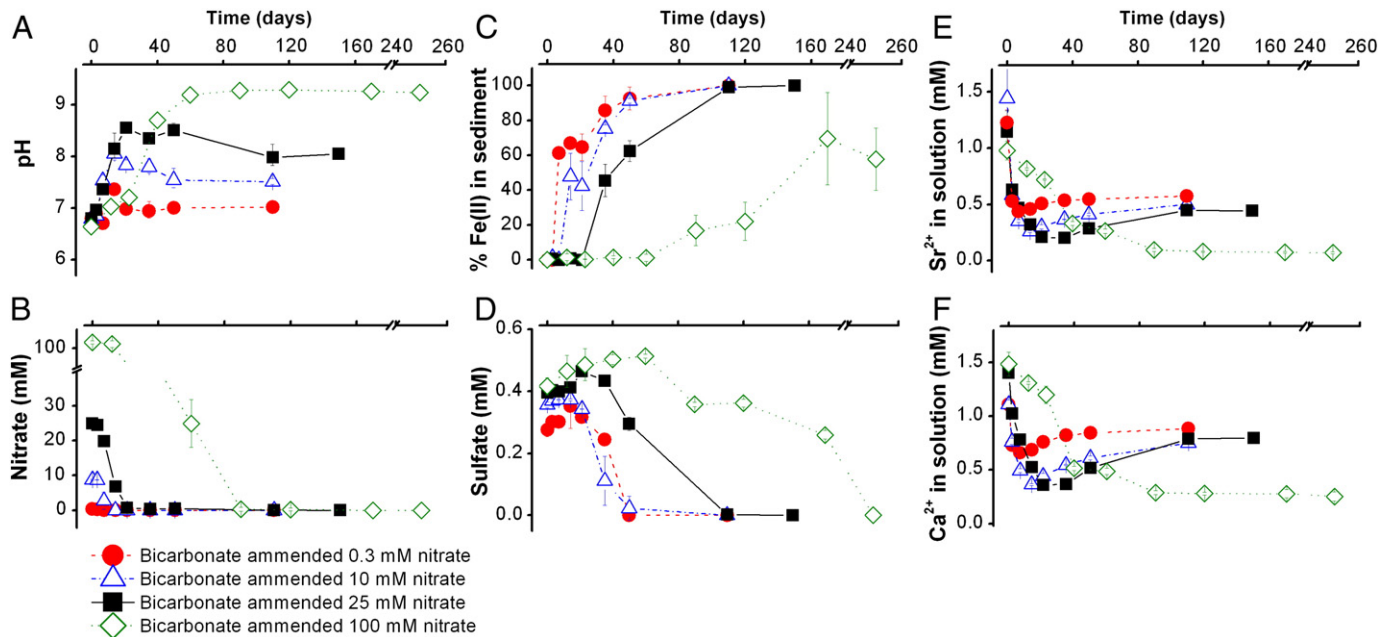 Time (days)
Time (days)
Time (days)
A
C
E
0 40 80 120 160 240 260
0 40 80 120 160 240 260
0 40 80 120 160 240 260
pH
9
8
7
6
% Fe(II) in sediment
100
80
60
40
20
0
Sr2+ in solution (mM)
1.5
1.0
0.5
0.0
B
D
F
Nitrate (mM)
100
30
20
10
0
Sulfate (mM)
0.6
0.4
0.2
0.0
Ca2+ in solution (mM)
1.5
1.0
0.5
0.0
Bicarbonate ammended 0.3 mM nitrate
Bicarbonate ammended 10 mM nitrate
Bicarbonate ammended 25 mM nitrate
Bicarbonate ammended 100 mM nitrate